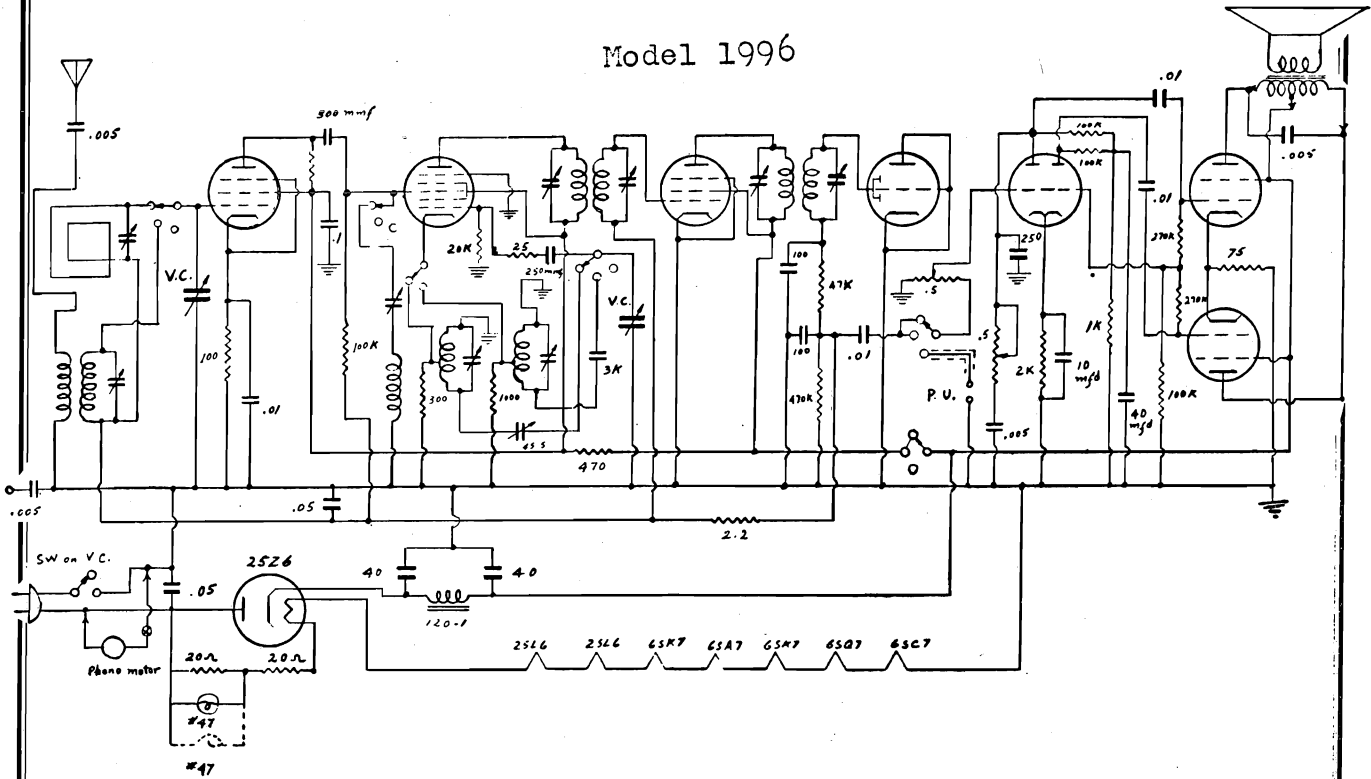 Model 1996
.005
300 mmf
.1
V.C.
100
.01
100K
20K
25
250mmf
V.C.
3K
300
1000
455
470
100
47K
100
.01
470K
.5
P.U.
250
.5
.005
2K
10
mfd
100K
100K
1K
40
mfd
.01
.01
270K
270K
100K
75
.005
.005
.05
2.2
SW on V.C.
25Z6
.05
40
40
120-1
Phono motor
20Ω
20Ω
#47
#47
25L6
25L6
6SK7
6SA7
6SK7
6SQ7
6SC7